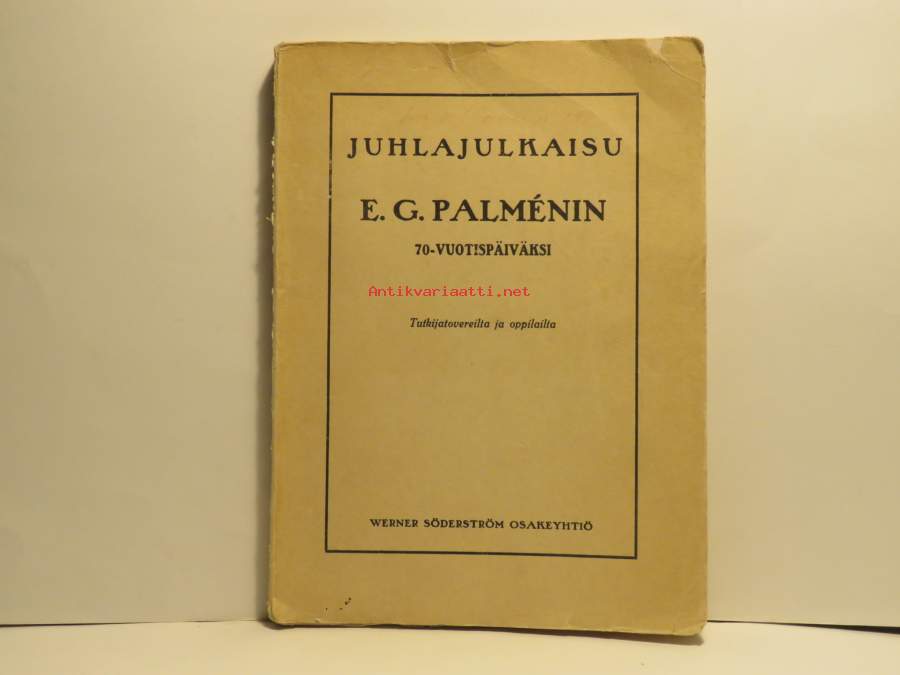 JUHLAJULKAISU
E. G. PALMÉNIN
70-VUOTISPÄIVÄKSI
Antikvariaatti.net
Tutkijatovereilta ja oppilailta
WERNER SÖDERSTRÖM OSAKEYHTIÖ